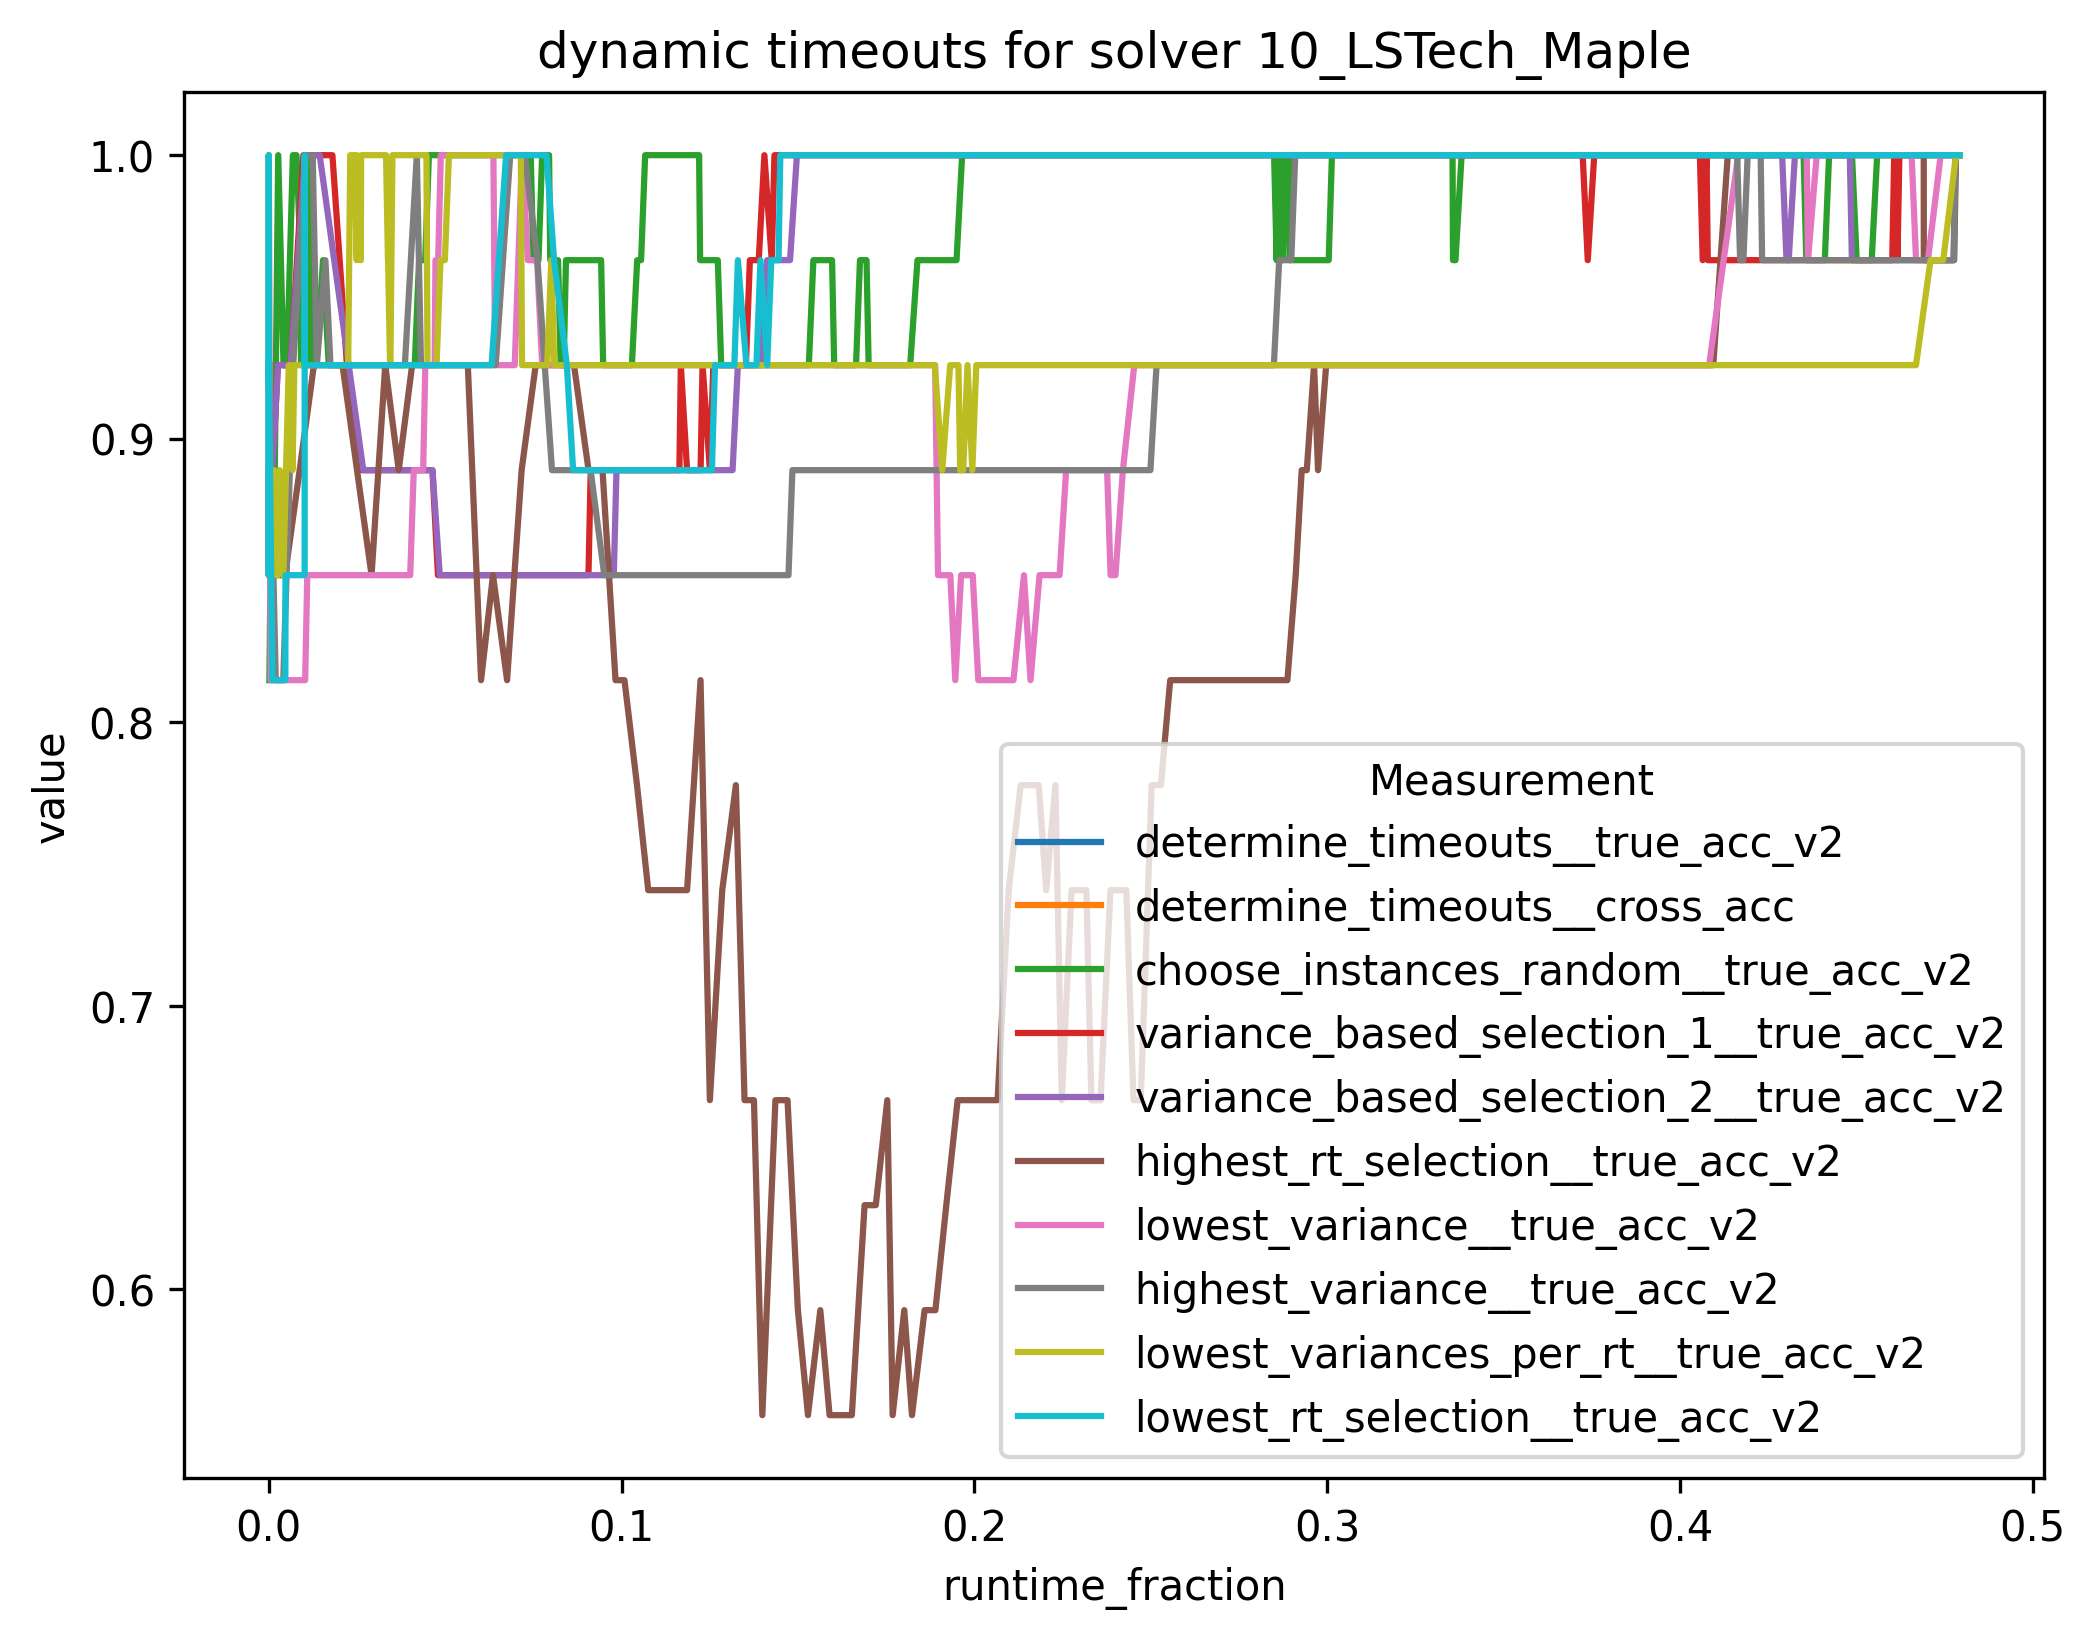 dynamic timeouts for solver 10_LSTech_Maple
1.0
0.9
0.8
0.7
0.6
value
Measurement
determine_timeouts__true_acc_v2
determine_timeouts__cross_acc
choose_instances_random__true_acc_v2
variance_based_selection_1__true_acc_v2
variance_based_selection_2__true_acc_v2
highest_rt_selection__true_acc_v2
lowest_variance__true_acc_v2
highest_variance__true_acc_v2
lowest_variances_per_rt__true_acc_v2
lowest_rt_selection__true_acc_v2
0.0 0.1 0.2 0.3 0.4 0.5
runtime_fraction